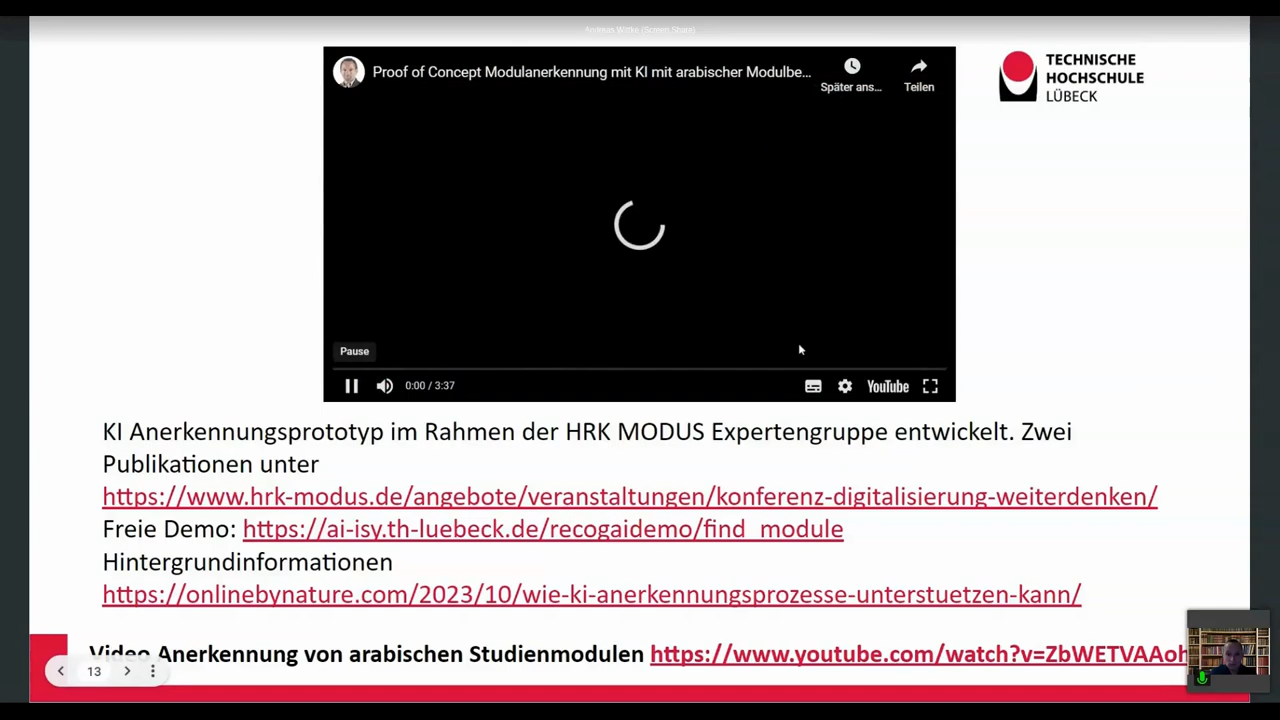 Andreas Wittke (Screen Share)
Proof of Concept Modulanerkennung mit KI mit arabischer Modulbe...
Später ans...
Teilen
TECHNISCHE
HOCHSCHULE
LÜBECK
Pause
0:00 / 3:37
YouTube
KI Anerkennungsprototyp im Rahmen der HRK MODUS Expertengruppe entwickelt. Zwei
Publikationen unter
https://www.hrk-modus.de/angebote/veranstaltungen/konferenz-digitalisierung-weiterdenken/
Freie Demo: https://ai-isy.th-luebeck.de/recogaidemo/find_module
Hintergrundinformationen
https://onlinebynature.com/2023/10/wie-ki-anerkennungsprozesse-unterstuetzen-kann/
Video Anerkennung von arabischen Studienmodulen https://www.youtube.com/watch?v=ZbWETVAAoh
13